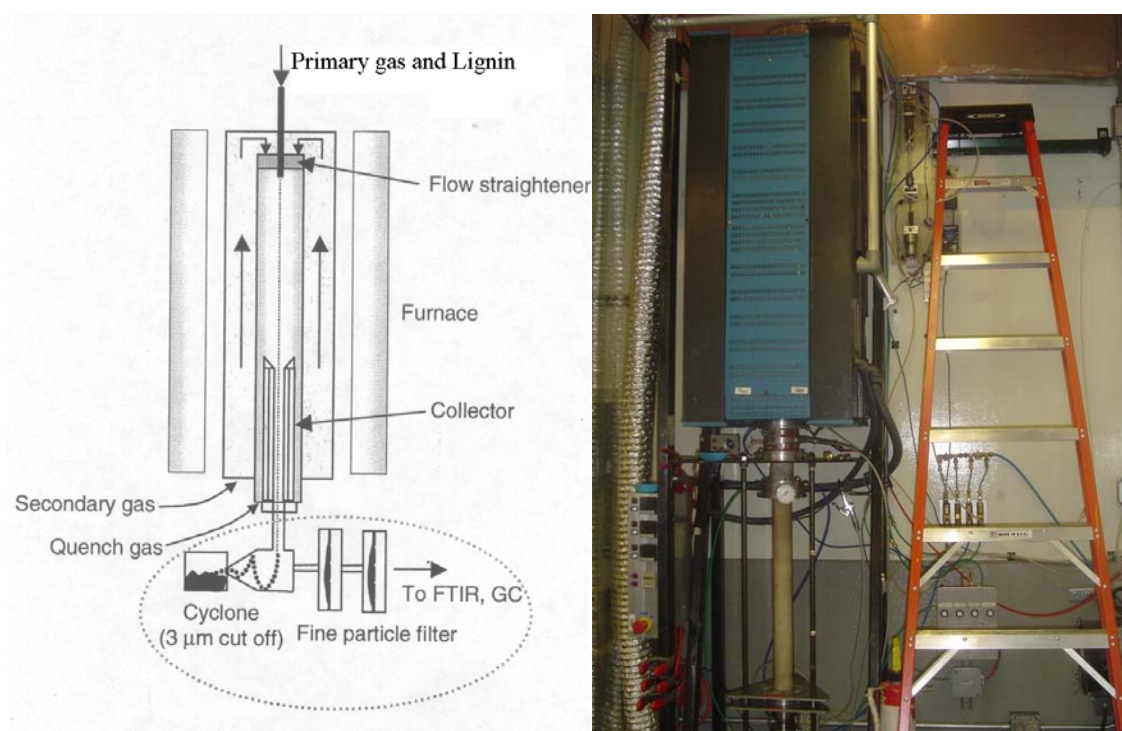 Primary gas and Lignin
Flow straightener
Furnace
Collector
Secondary gas
Quench gas
To FTIR, GC
Cyclone
(3 μm cut off)
Fine particle filter